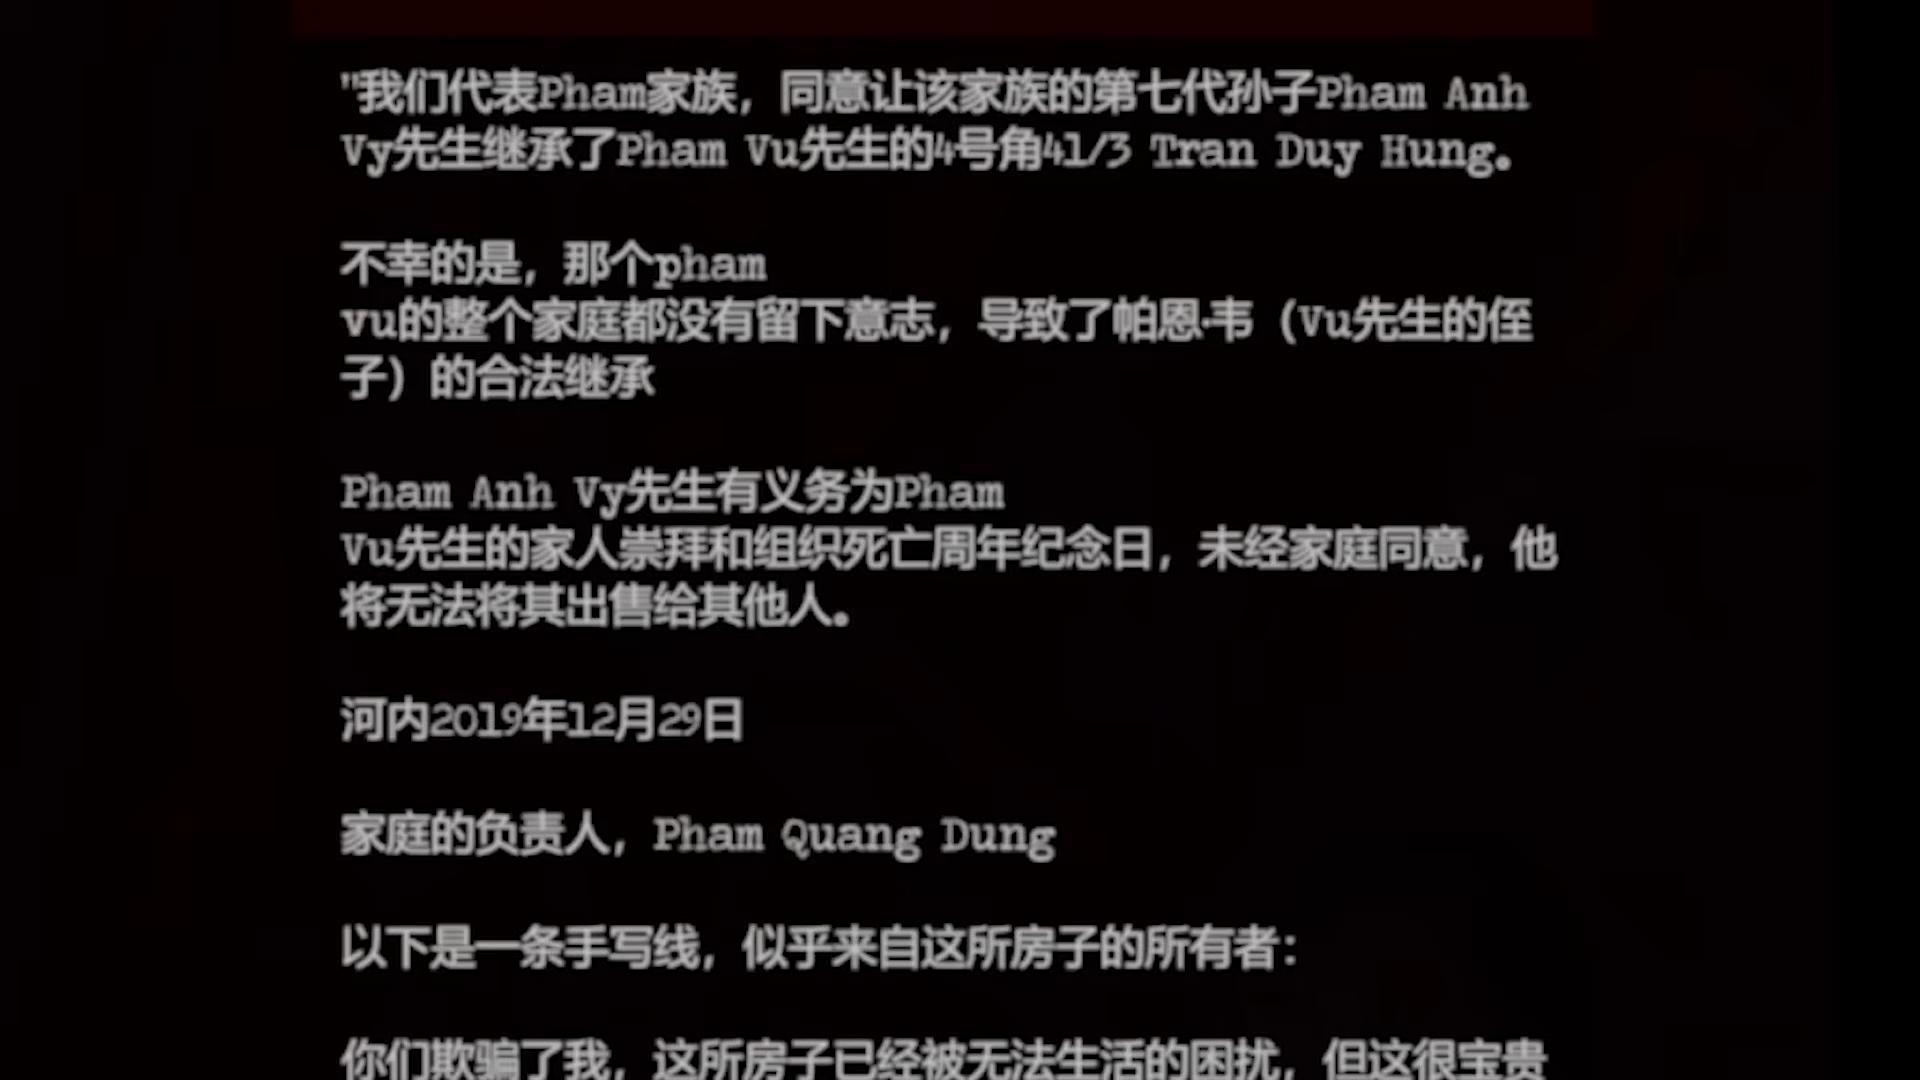 "我们代表Pham家族，同意让该家族的第七代孙子Pham Anh
Vy先生继承了Pham Vu先生的4号角41/3 Tran Duy Hung。
不幸的是，那个pham
vu的整个家庭都没有留下意志，导致了帕恩·韦（Vu先生的侄
子）的合法继承
Pham Anh Vy先生有义务为Pham
Vu先生的家人崇拜和组织死亡周年纪念日，未经家庭同意，他
将无法将其出售给其他人。
河内2019年12月29日
家庭的负责人，Pham Quang Dung
以下是一条手写线，似乎来自这所房子的所有者：
你们欺骗了我，这所房子已经被无法生活的困扰，但这很宝贵